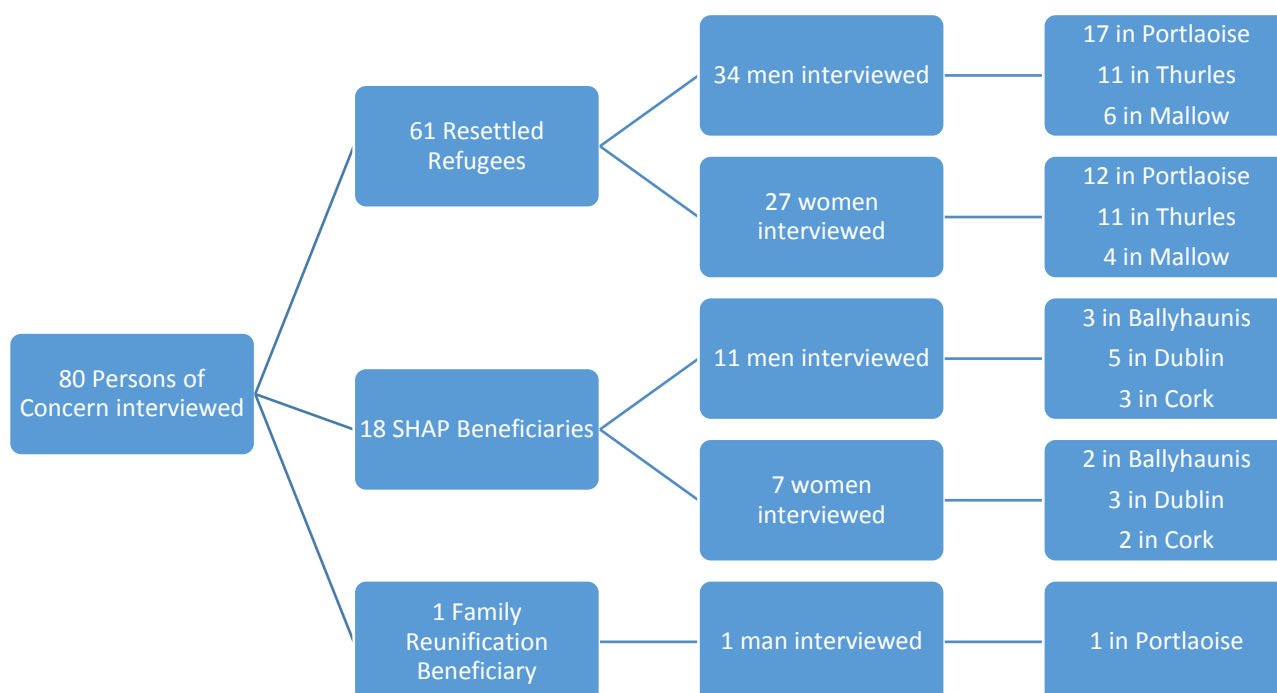 80 Persons of
Concern interviewed
61 Resettled
Refugees
34 men interviewed
17 in Portlaoise
11 in Thurles
6 in Mallow
27 women
interviewed
12 in Portlaoise
11 in Thurles
4 in Mallow
18 SHAP Beneficiaries
11 men interviewed
3 in Ballyhaunis
5 in Dublin
3 in Cork
7 women
interviewed
2 in Ballyhaunis
3 in Dublin
2 in Cork
1 Family
Reunification
Beneficiary
1 man interviewed
1 in Portlaoise